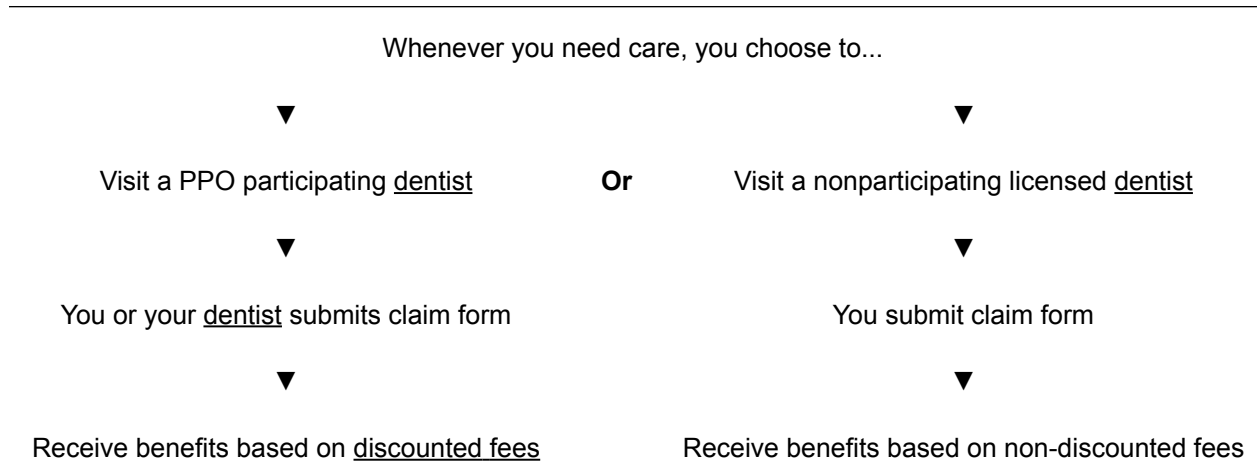 Whenever you need care, you choose to...
▼ ▼
Visit a PPO participating dentist Or Visit a nonparticipating licensed dentist
▼ ▼
You or your dentist submits claim form You submit claim form
▼ ▼
Receive benefits based on discounted fees Receive benefits based on non-discounted fees